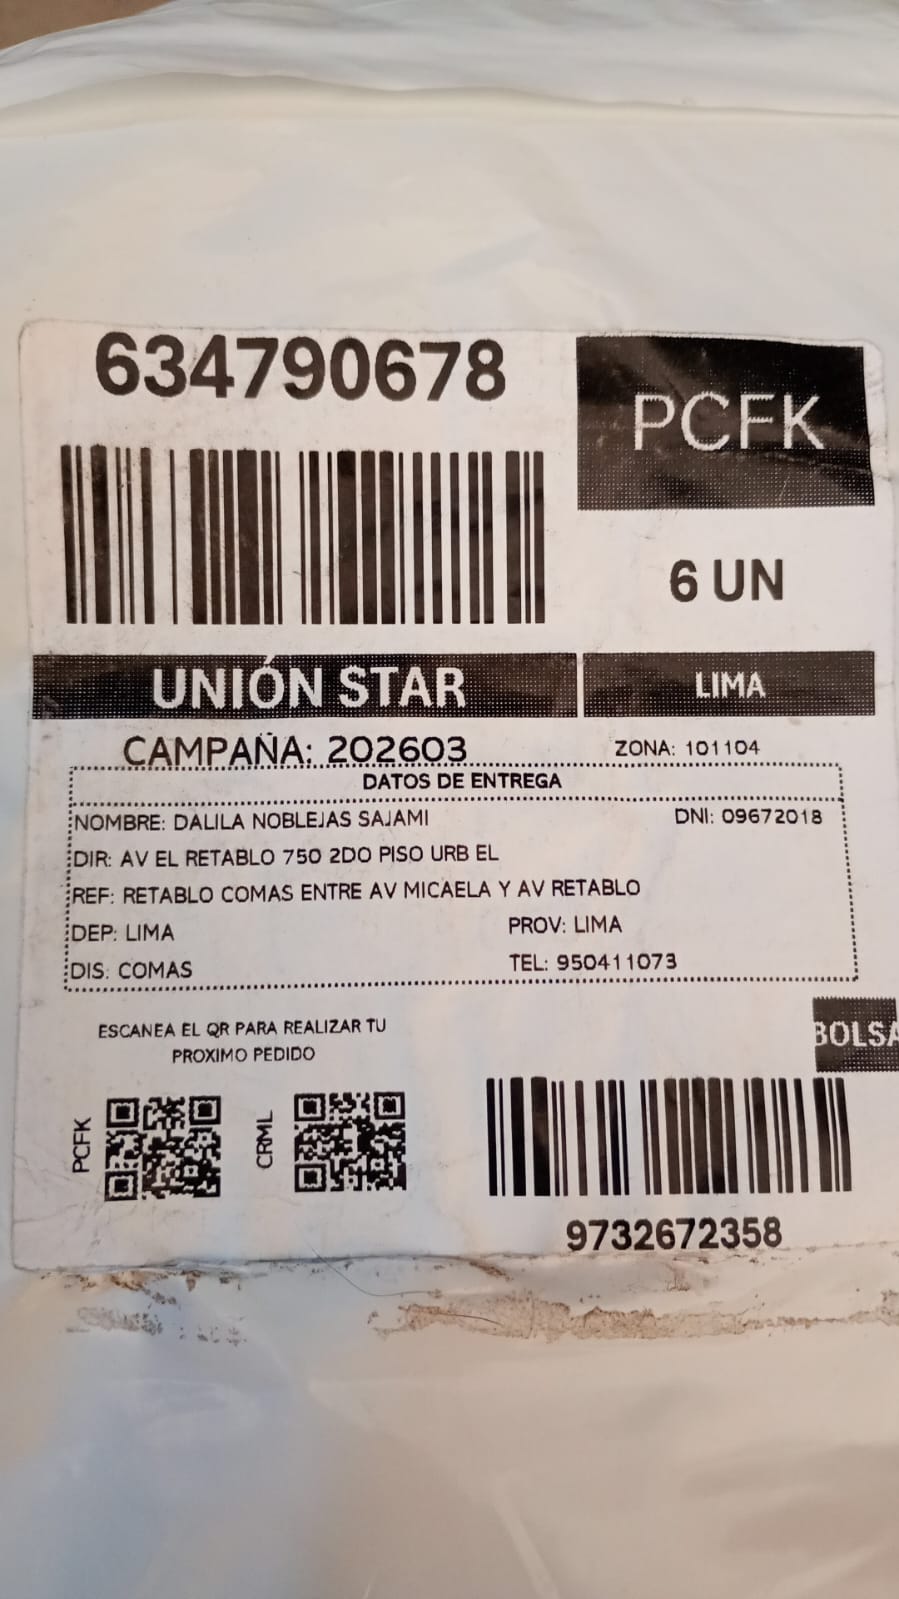 634790678
PCFK
6 UN
UNIÓN STAR
LIMA
CAMPAÑA: 202603
ZONA: 101104
DATOS DE ENTREGA
NOMBRE: DALILA NOBLEJAS SAJAMI DNI: 09672018
DIR: AV EL RETABLO 750 2DO PISO URB EL
REF: RETABLO COMAS ENTRE AV MICAELA Y AV RETABLO
DEP: LIMA PROV: LIMA
DIS: COMAS TEL: 950411073
ESCANEA EL QR PARA REALIZAR TU
PROXIMO PEDIDO
BOLSA
PCFK
CRML
9732672358